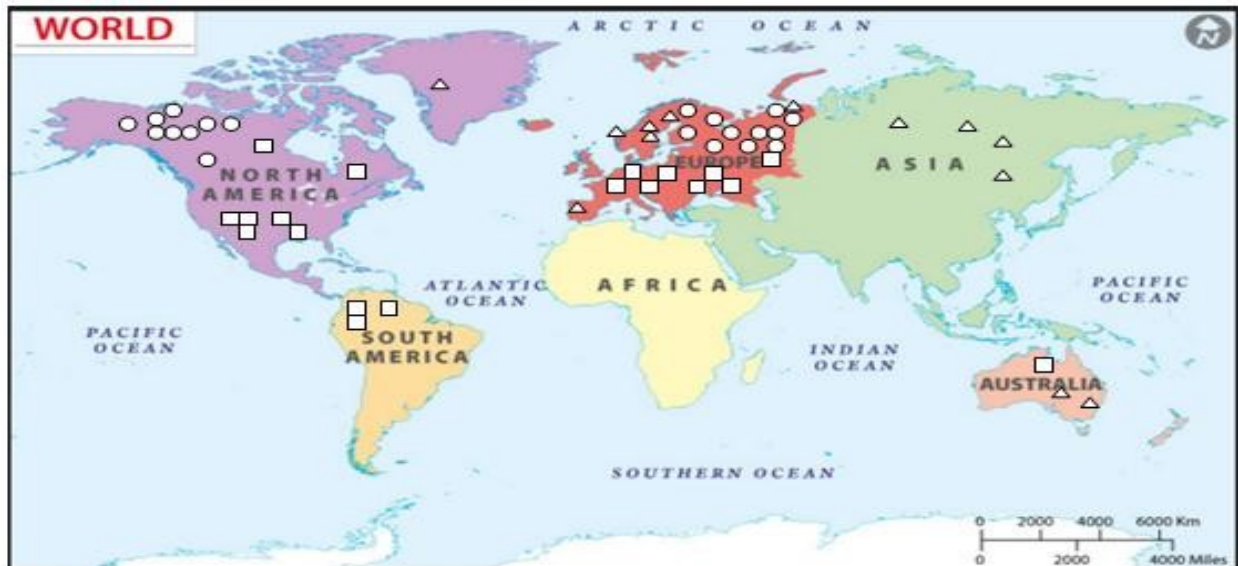 WORLD
ARCTIC OCEAN
N
NORTH
AMERICA
EUROPE
ASIA
ATLANTIC
OCEAN
AFRICA
PACIFIC
OCEAN
PACIFIC
OCEAN
SOUTH
AMERICA
INDIAN
OCEAN
AUSTRALIA
SOUTHERN OCEAN
0 2000 4000 6000 Km
0 2000 4000 Miles